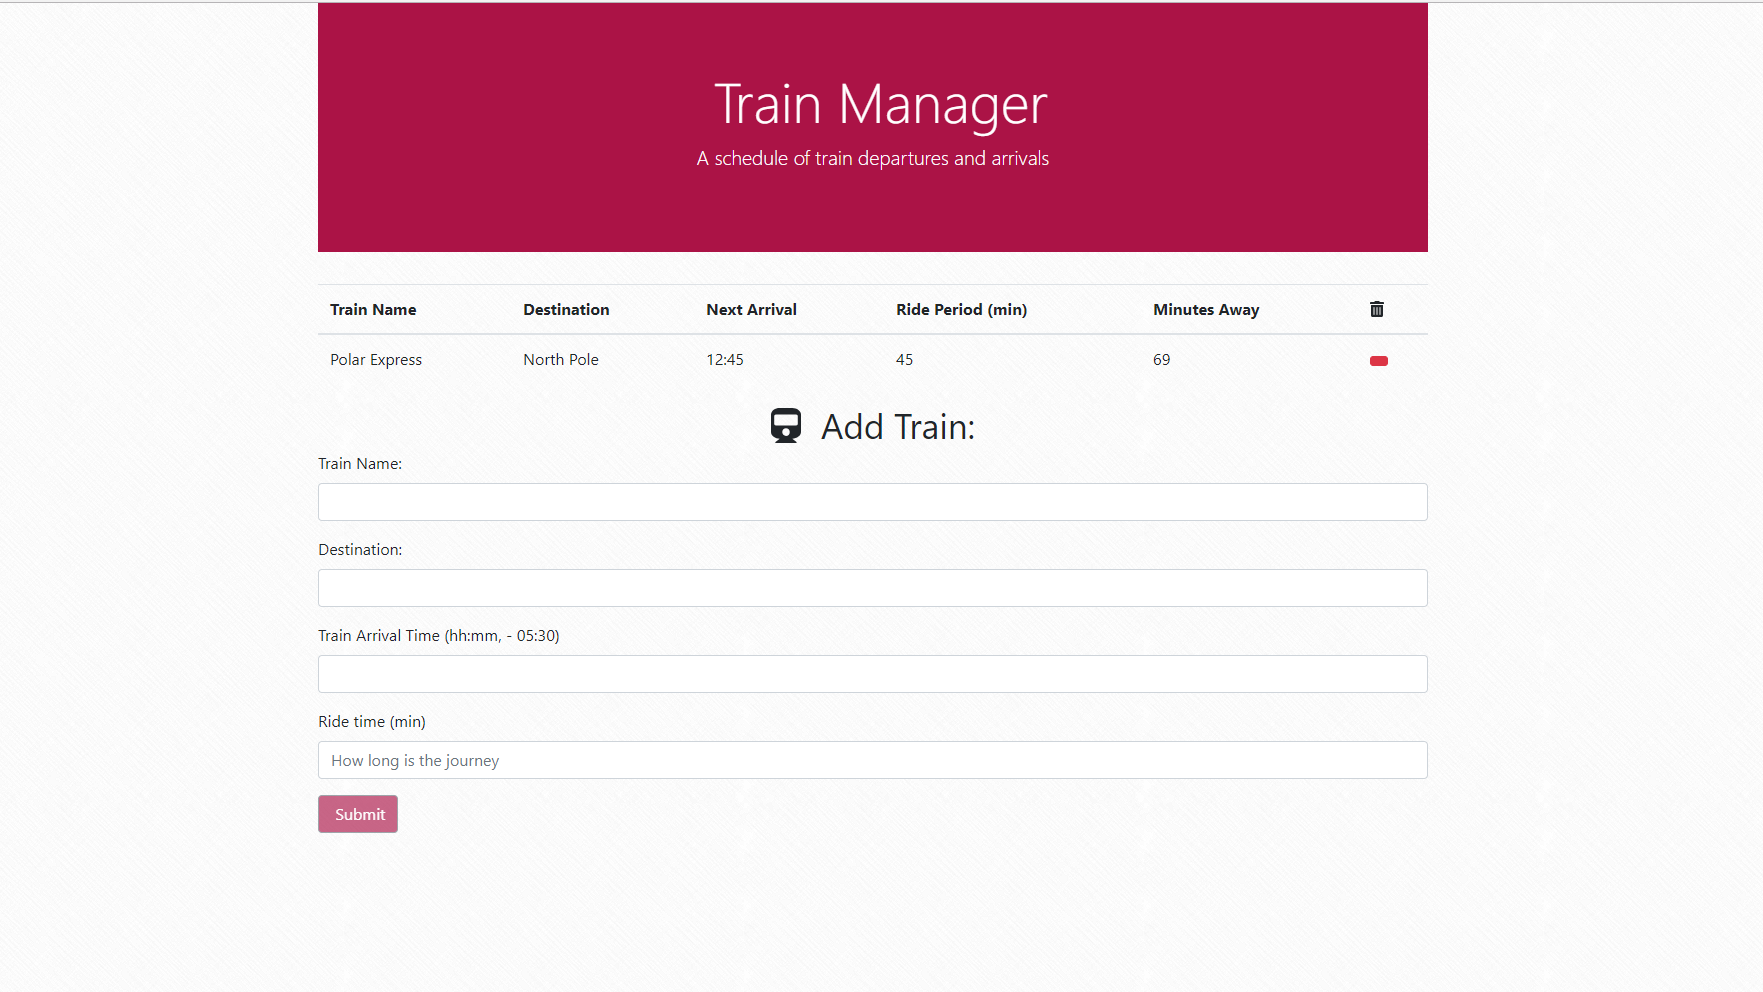 Train Manager
A schedule of train departures and arrivals
Train Name Destination Next Arrival Ride Period (min) Minutes Away
Polar Express North Pole 12:45 45 69
Add Train:
Train Name:
Destination:
Train Arrival Time (hh:mm, - 05:30)
Ride time (min)
How long is the journey
Submit